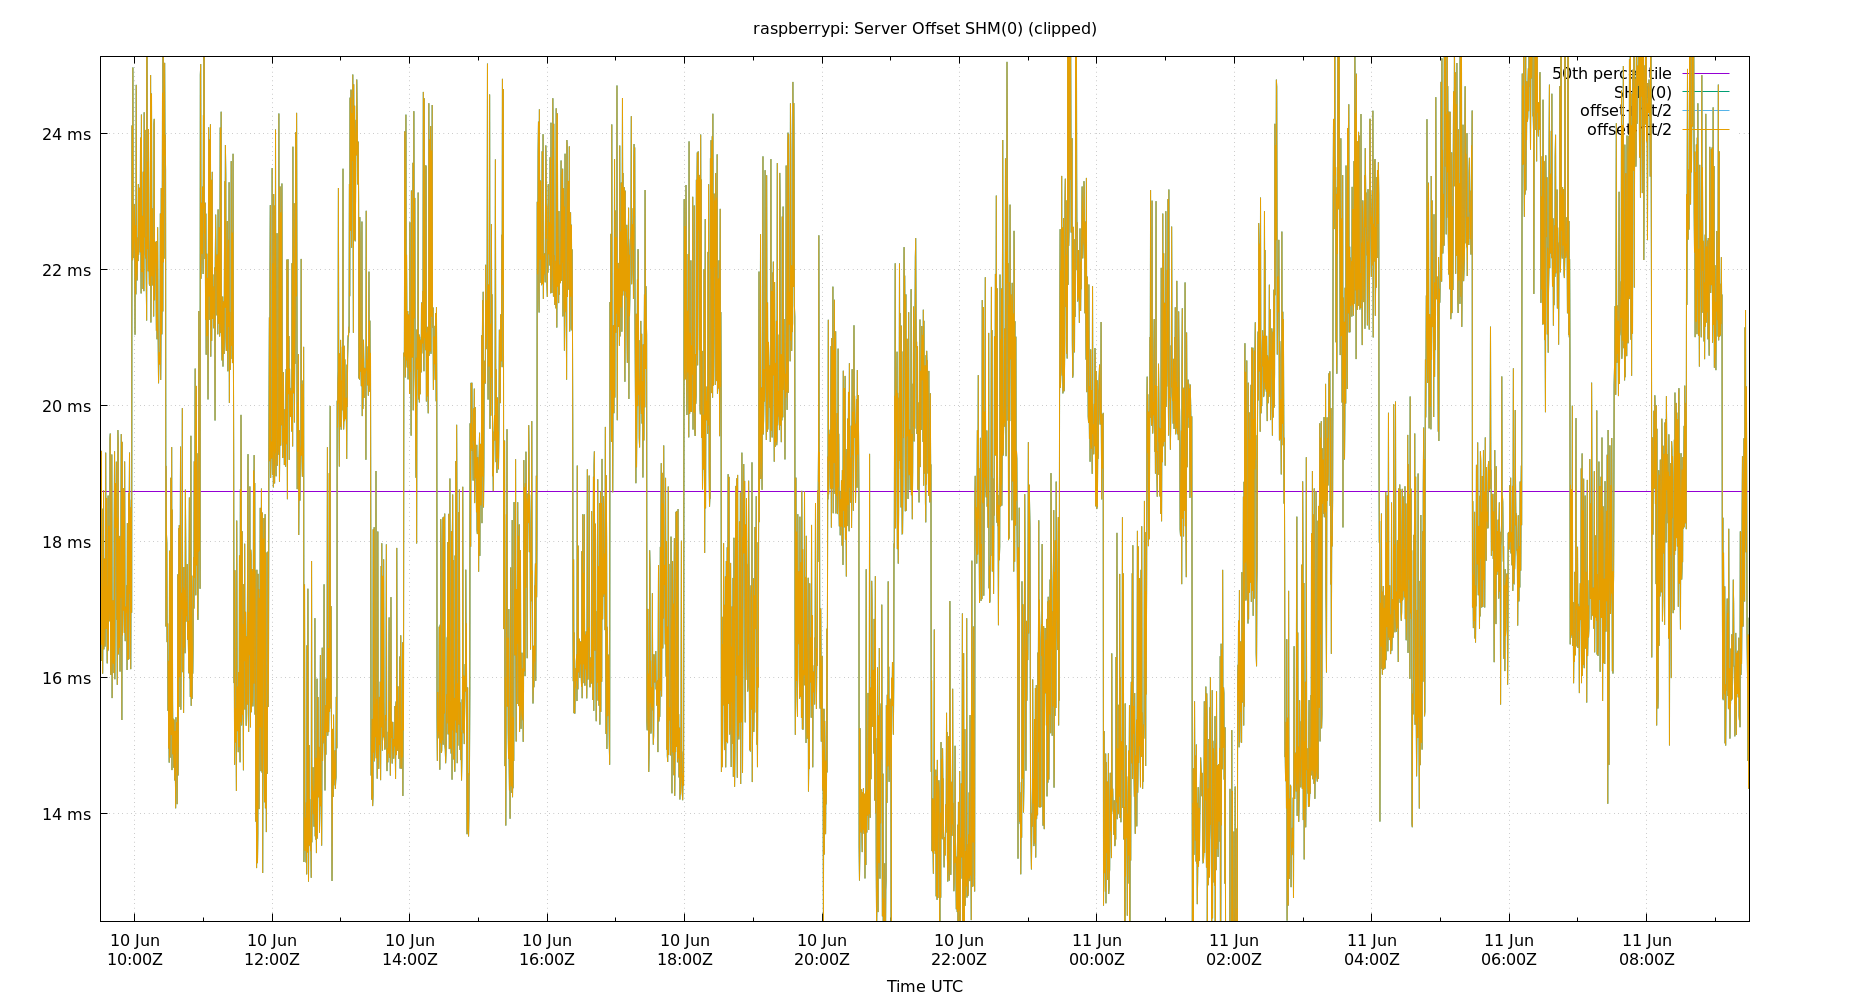 raspberrypi: Server Offset SHM(0) (clipped)
24 ms
22 ms
20 ms
18 ms
16 ms
14 ms
50th
offset
offset
10 Jun 10 Jun 10 Jun 10 Jun 10 Jun 10 Jun 10 Jun 11 Jun 11 Jun 11 Jun 11 Jun 11 Jun
10:00Z 12:00Z 14:00Z 16:00Z 18:00Z 20:00Z 22:00Z 00:00Z 02:00Z 04:00Z 06:00Z 08:00Z
Time UTC